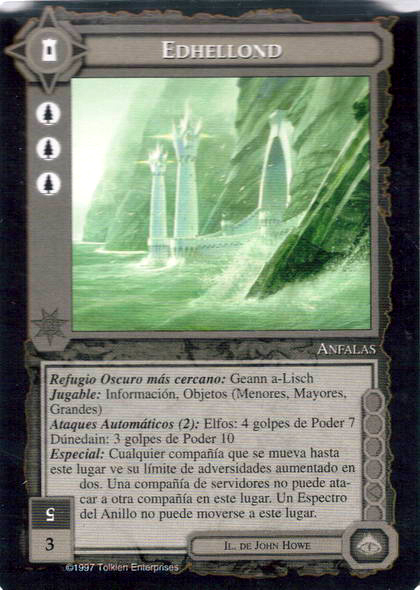 Edhellond
Anfalas
Refugio Oscuro más cercano: Geann a-Lisch
Jugable: Información, Objetos (Menores, Mayores,
Grandes)
Ataques Automáticos (2): Elfos: 4 golpes de Poder 7
Dúnedain: 3 golpes de Poder 10
Especial: Cualquier compañía que se mueva hasta
este lugar ve su límite de adversidades aumentado en
dos. Una compañía de servidores no puede ata-
car a otra compañía en este lugar. Un Espectro
del Anillo no puede moverse a este lugar.
5
3
Il. de John Howe
©1997 Tolkien Enterprises